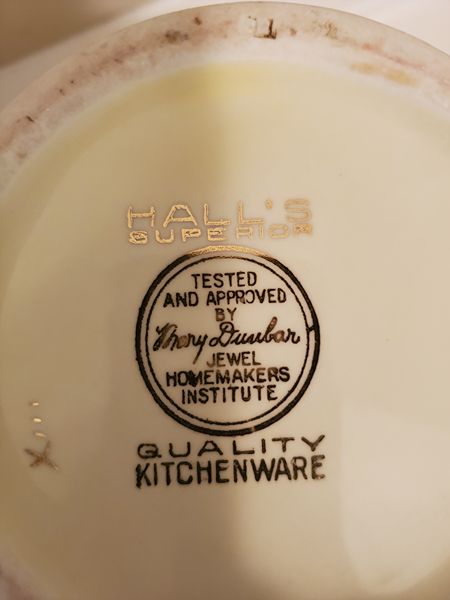 HALL'S
SUPERIOR
TESTED
AND APPROVED
BY
Mary Dunbar
JEWEL
HOMEMAKERS
INSTITUTE
QUALITY
KITCHENWARE